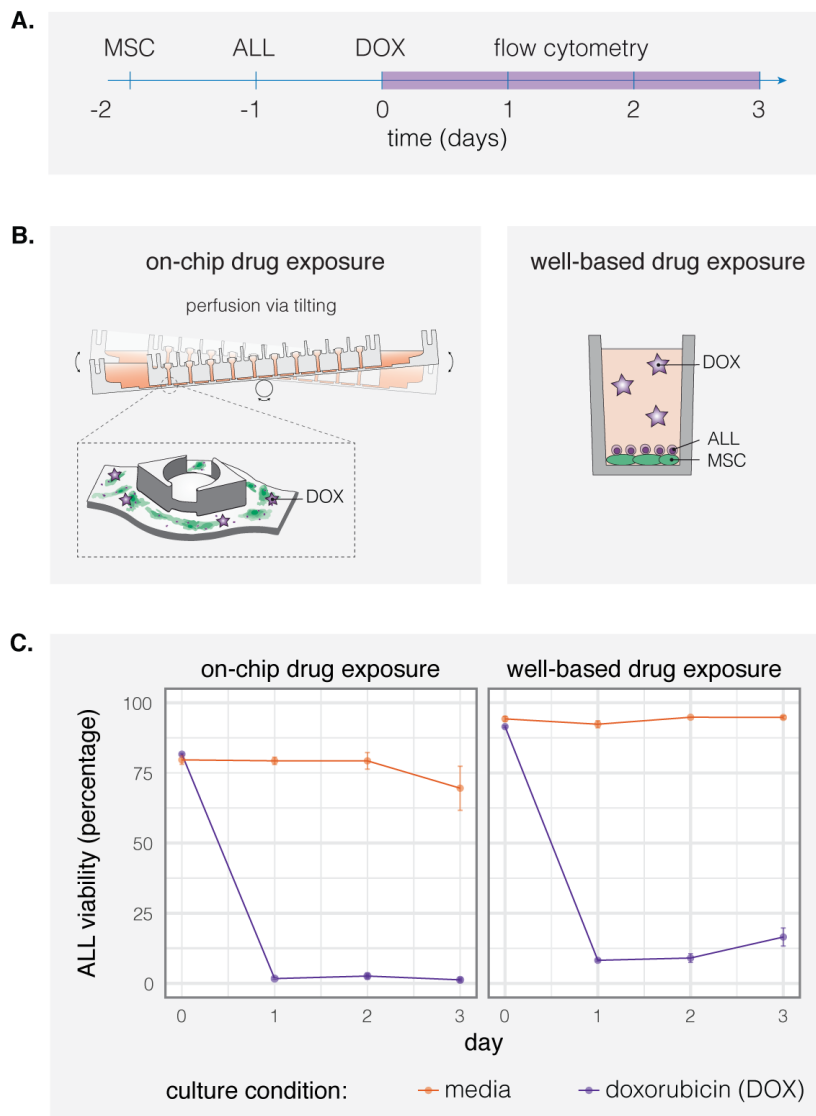 A.
MSC ALL DOX flow cytometry
-2 -1 0 1 2 3
time (days)
B.
on-chip drug exposure
perfusion via tilting
DOX
well-based drug exposure
DOX
ALL
MSC
C.
on-chip drug exposure well-based drug exposure
ALL viability (percentage)
100
75
50
25
0
0 1 2 3 0 1 2 3
day
culture condition: media doxorubicin (DOX)